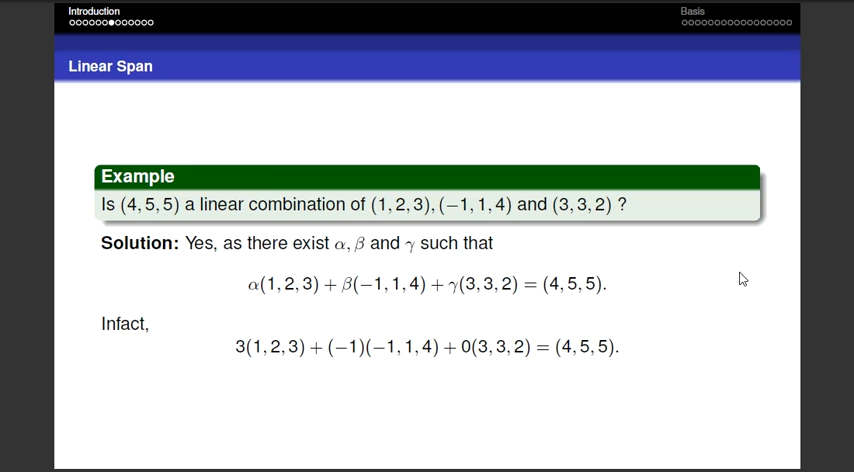 Introduction
Basis
Linear Span
Example
Is (4, 5, 5) a linear combination of (1, 2, 3), (−1, 1, 4) and (3, 3, 2) ?
Solution: Yes, as there exist α, β and γ such that
α(1, 2, 3) + β(−1, 1, 4) + γ(3, 3, 2) = (4, 5, 5).
Infact,
3(1, 2, 3) + (−1)(−1, 1, 4) + 0(3, 3, 2) = (4, 5, 5).